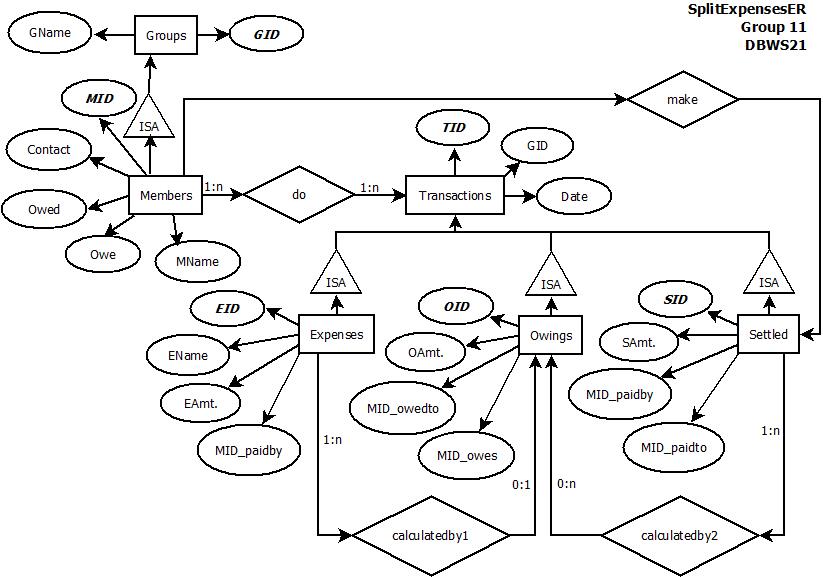 SplitExpensesER
Group 11
DBWS21
GName
Groups
GID
MID
ISA
make
TID
Contact
GID
Members
1:n
do
1:n
Transactions
Date
Owed
Owe
MName
ISA
ISA
ISA
EID
OID
SID
Expenses
Owings
Settled
EName
OAmt.
SAmt.
EAmt.
MID_owedto
MID_paidby
MID_paidby
MID_owes
MID_paidto
1:n
0:1
0:n
1:n
calculatedby1
calculatedby2